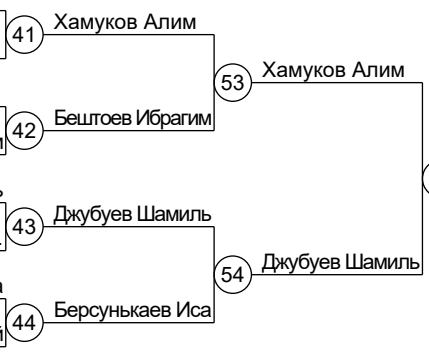 41 Хамуков Алим
53 Хамуков Алим
42 Бештоев Ибрагим
43 Джубуев Шамиль
54 Джубуев Шамиль
44 Берсунькаев Иса